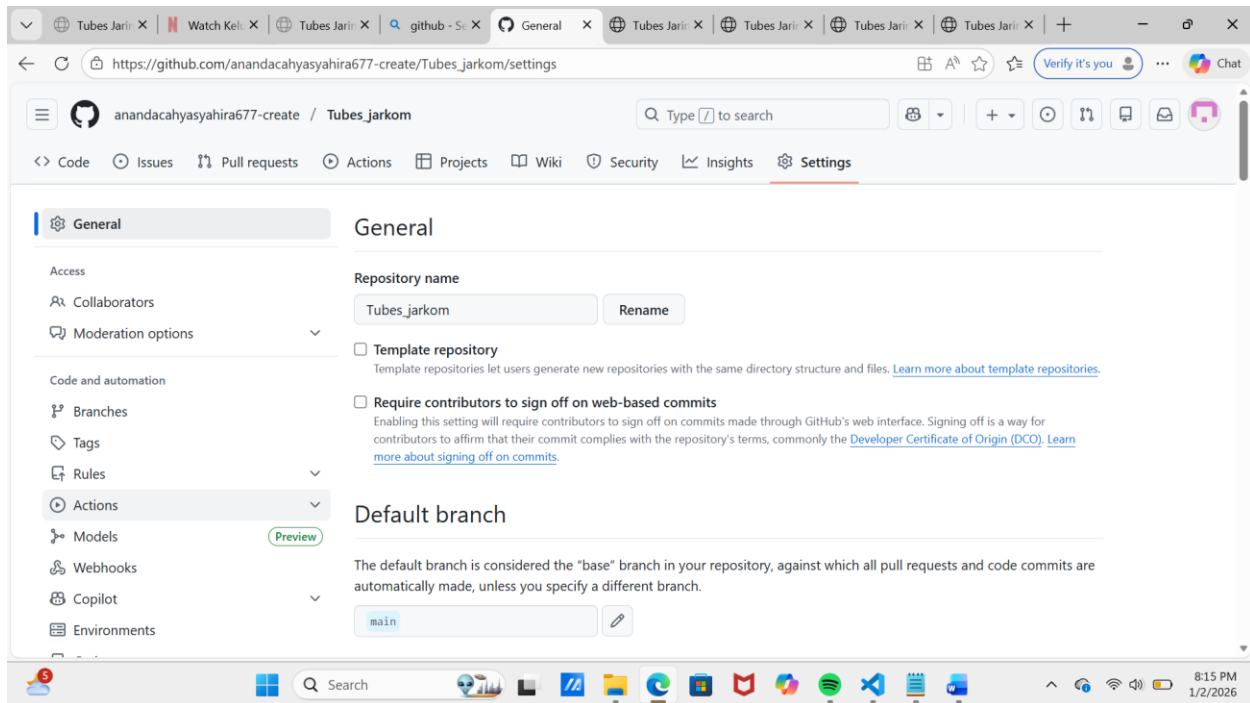 Tubes Jarin
Watch Kelu
Tubes Jarin
github - Se
General
Tubes Jarin
Tubes Jarin
Tubes Jarin
Tubes Jarin
https://github.com/anandacahyasyahira677-create/Tubes_jarkom/settings
Verify it's you
Chat
anandacahyasyahira677-create / Tubes_jarkom
Type / to search
Code
Issues
Pull requests
Actions
Projects
Wiki
Security
Insights
Settings
General
Access
Collaborators
Moderation options
Code and automation
Branches
Tags
Rules
Actions
Models
Preview
Webhooks
Copilot
Environments
General
Repository name
Tubes_jarkom
Rename
Template repository
Template repositories let users generate new repositories with the same directory structure and files. Learn more about template repositories.
Require contributors to sign off on web-based commits
Enabling this setting will require contributors to sign off on commits made through GitHub's web interface. Signing off is a way for
contributors to affirm that their commit complies with the repository's terms, commonly the Developer Certificate of Origin (DCO). Learn
more about signing off on commits.
Default branch
The default branch is considered the "base" branch in your repository, against which all pull requests and code commits are
automatically made, unless you specify a different branch.
main
5
Search
8:15 PM
1/2/2026